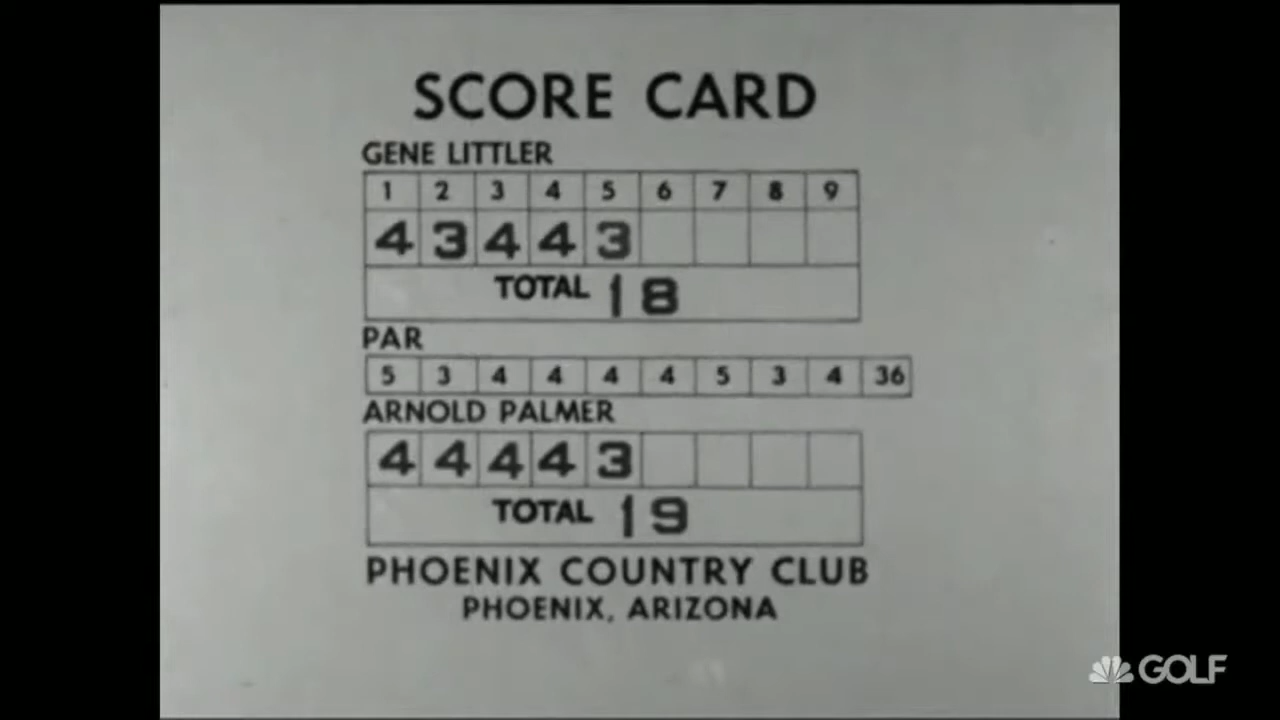 SCORE CARD
GENE LITTLER
1 2 3 4 5 6 7 8 9
4 3 4 4 3
TOTAL 18
PAR
5 3 4 4 4 4 5 3 4 36
ARNOLD PALMER
4 4 4 4 3
TOTAL 19
PHOENIX COUNTRY CLUB
PHOENIX, ARIZONA
GOLF